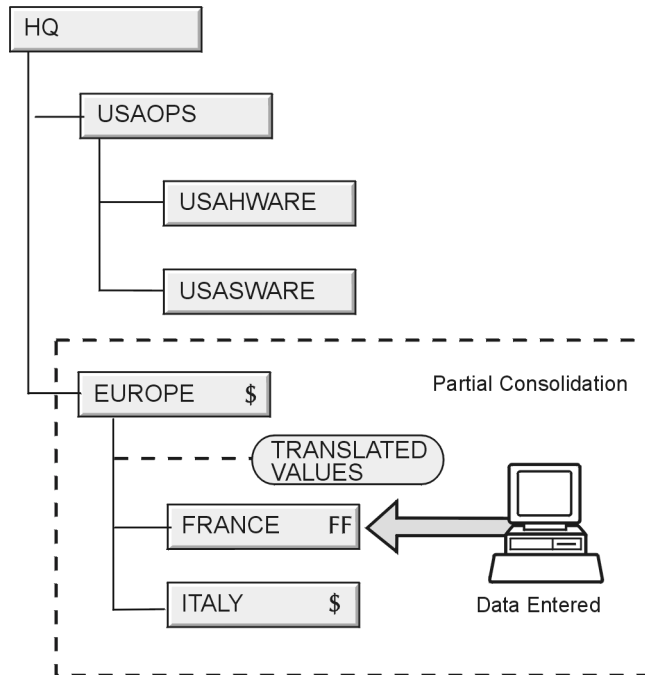 HQ
USAOPS
USAHWARE
USASWARE
EUROPE $
Partial Consolidation
TRANSLATED
VALUES
FRANCE FF
ITALY $
Data Entered